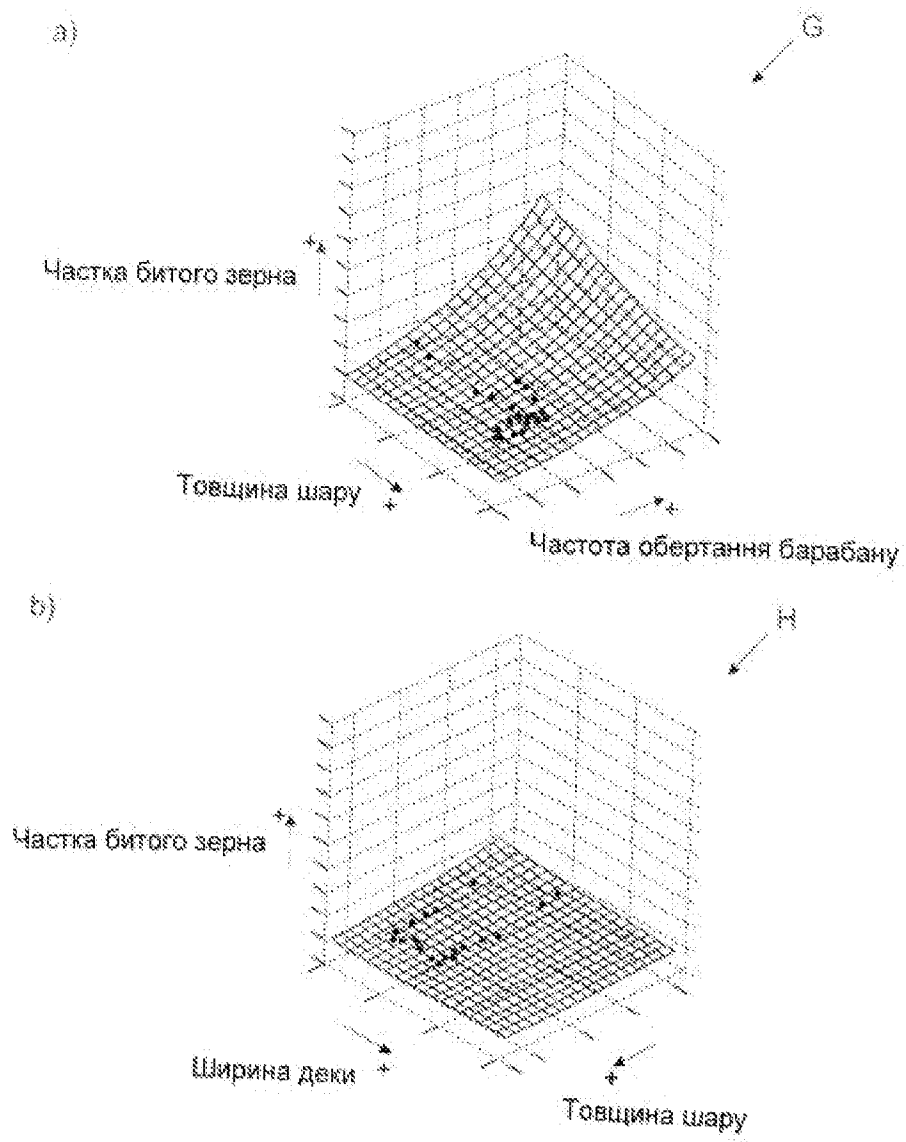 a)
G
+
Частка битого зерна
Товщина шару
+
+
Частота обертання барабану
b)
H
+
Частка битого зерна
Ширина деки
+
+
Товщина шару